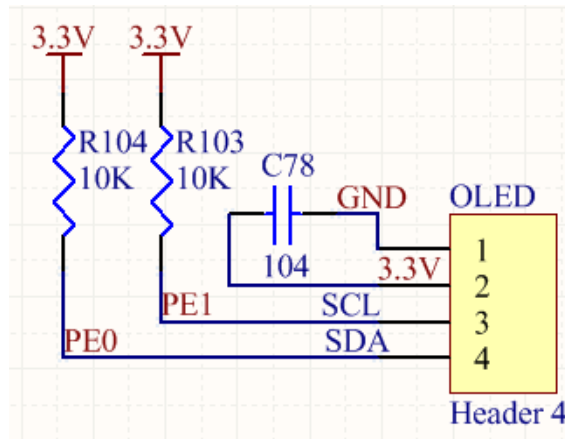 3.3V 3.3V
R104 R103
10K 10K
C78
GND OLED
1
104 3.3V 2
PE1 SCL 3
PE0 SDA 4
Header 4